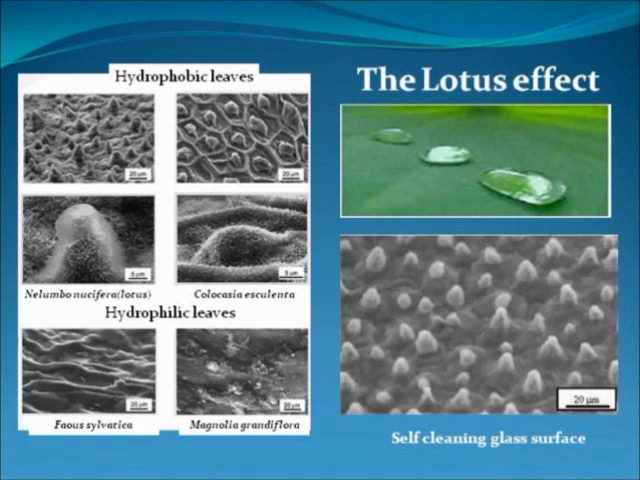 Hydrophobic leaves
20 μm
20 μm
5 μm
5 μm
Nelumbo nucifera(lotus)
Colocasia esculenta
Hydrophilic leaves
20 μm
20 μm
Faous sylvatica
Magnolia grandiflora
The Lotus effect
20 μm
Self cleaning glass surface